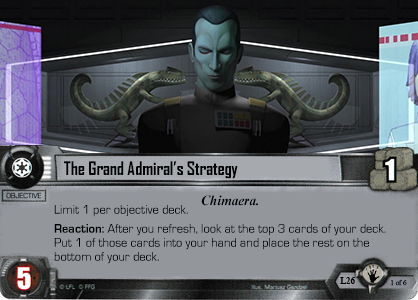 The Grand Admiral's Strategy
1
OBJECTIVE
Chimaera.
Limit 1 per objective deck.
Reaction: After you refresh, look at the top 3 cards of your deck.
Put 1 of those cards into your hand and place the rest on the
bottom of your deck.
5
© LFL © FFG
Illus. Mariusz Gandzel
L26
1 of 6